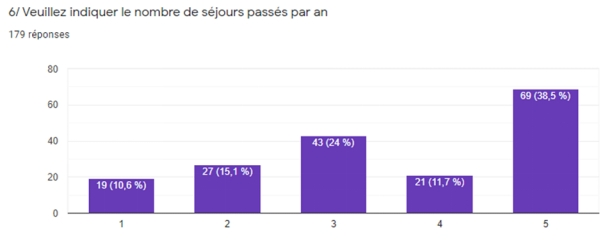 6/ Veuillez indiquer le nombre de séjours passés par an
179 réponses
80
60
40
20
0
19 (10,6 %)
27 (15,1 %)
43 (24 %)
21 (11,7 %)
69 (38,5 %)
1 2 3 4 5